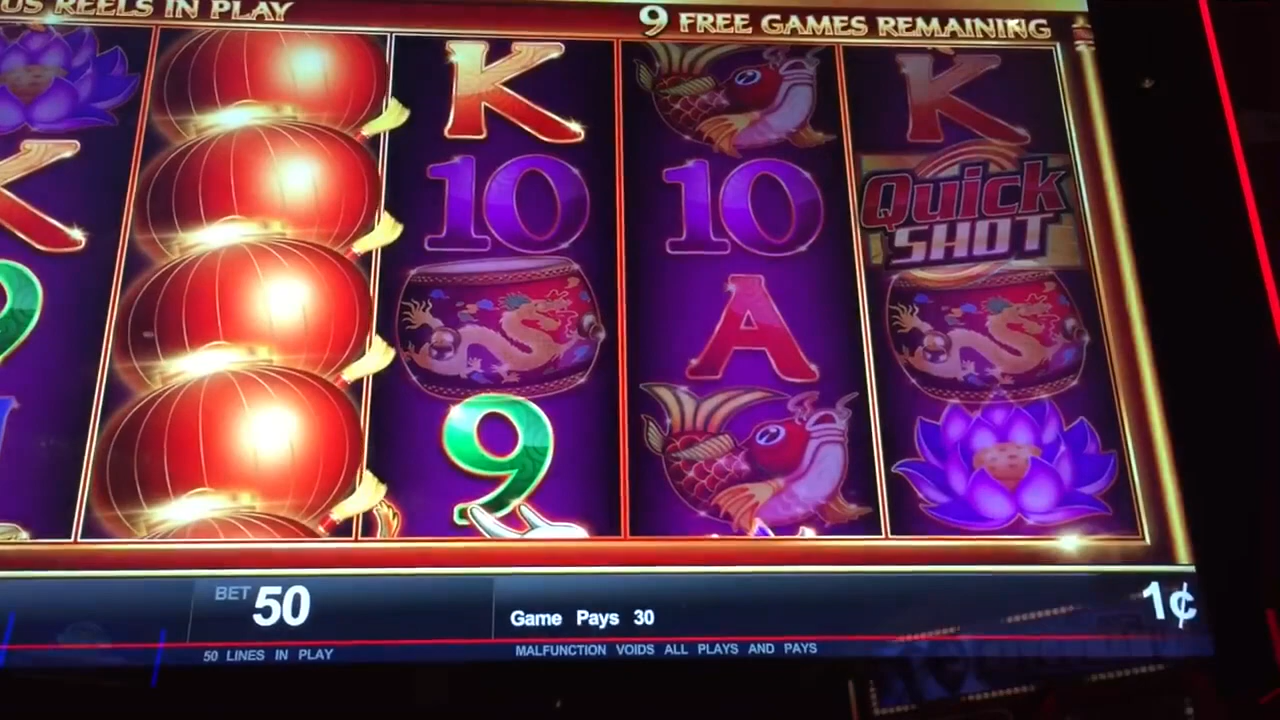 US REELS IN PLAY
9 FREE GAMES REMAINING
K K
K 10 10 Quick SHOT
9 A
9
BET 50 Game Pays 30 1¢
50 LINES IN PLAY MALFUNCTION VOIDS ALL PLAYS AND PAYS